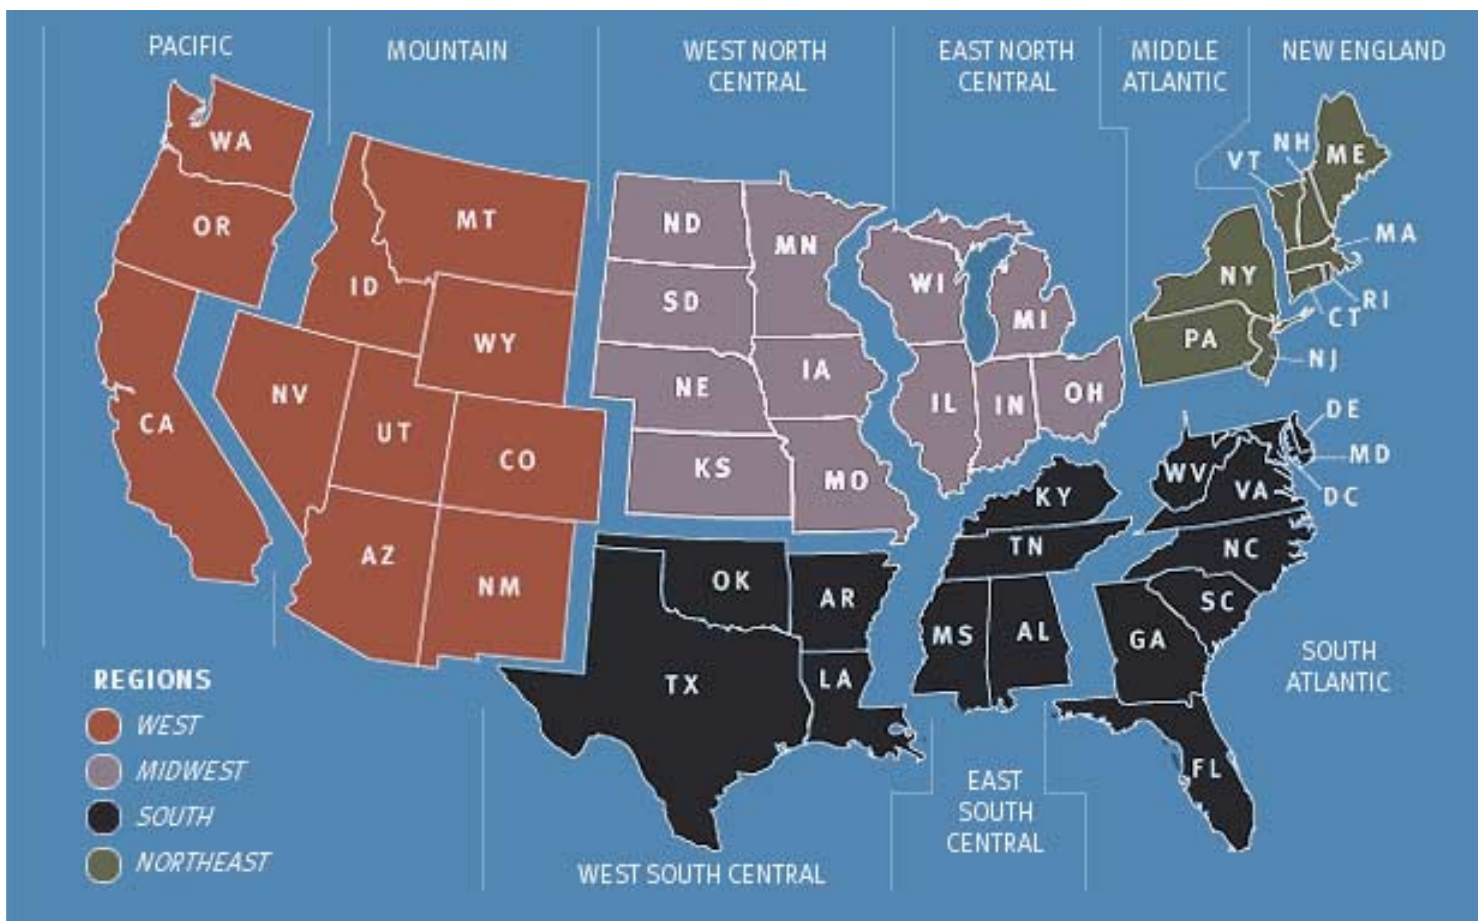 PACIFIC
MOUNTAIN
WEST NORTH
CENTRAL
EAST NORTH
CENTRAL
MIDDLE
ATLANTIC
NEW ENGLAND
WA
OR
CA
MT
ID
WY
NV
UT
CO
AZ
NM
ND
SD
NE
KS
MN
IA
MO
WI
MI
IL
IN
OH
NY
PA
NJ
VT
NH
ME
MA
RI
CT
DE
MD
DC
WV
VA
KY
TN
NC
SC
GA
FL
MS
AL
OK
AR
TX
LA
SOUTH
ATLANTIC
EAST
SOUTH
CENTRAL
WEST SOUTH CENTRAL
REGIONS
WEST
MIDWEST
SOUTH
NORTHEAST